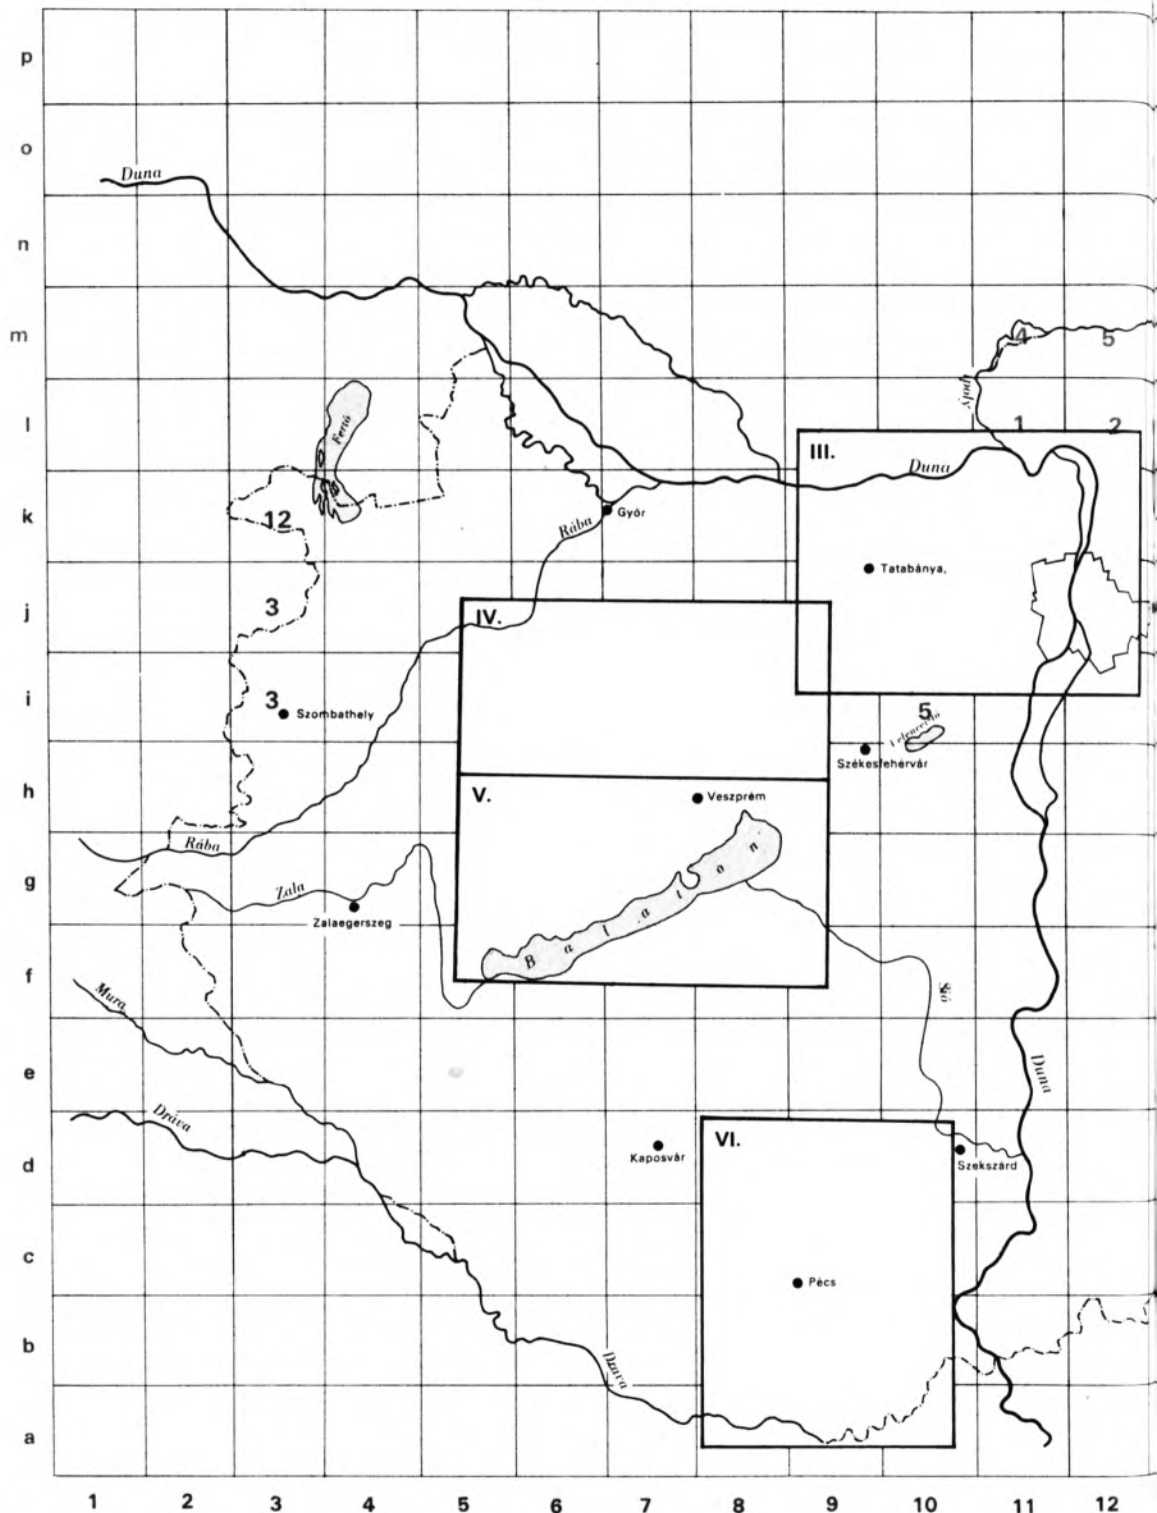 p
o
Duna
n
m
4
5
Ipoly
l
Fertő
1
2
III.
Duna
k
12
Rába
Győr
Tatabánya,
j
3
IV.
i
3
Szombathely
5
Velencei tó
Székesfehérvár
h
V.
Veszprém
Rába
g
Zala
Zalaegerszeg
Balaton
f
Mura
Sió
e
Duna
Dráva
VI.
d
Kaposvár
Szekszárd
c
Pécs
b
Dráva
a
1 2 3 4 5 6 7 8 9 10 11 12